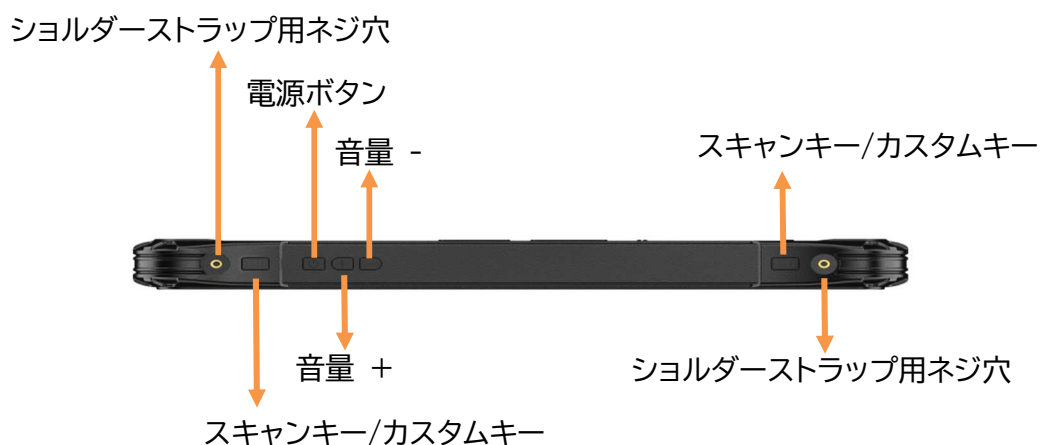 ショルダーストラップ用ネジ穴
電源ボタン
音量 -
スキャンキー/カスタムキー
音量 +
ショルダーストラップ用ネジ穴
スキャンキー/カスタムキー